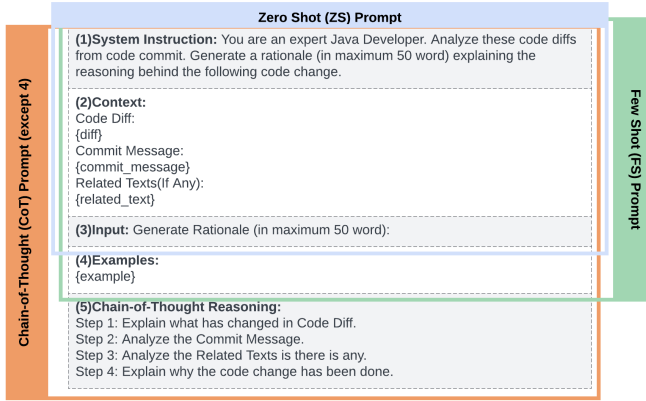 Zero Shot (ZS) Prompt
(1)System Instruction: You are an expert Java Developer. Analyze these code diffs
from code commit. Generate a rationale (in maximum 50 word) explaining the
reasoning behind the following code change.
(2)Context:
Code Diff:
{diff}
Commit Message:
{commit_message}
Related Texts(If Any):
{related_text}
(3)Input: Generate Rationale (in maximum 50 word):
(4)Examples:
{example}
(5)Chain-of-Thought Reasoning:
Step 1: Explain what has changed in Code Diff.
Step 2: Analyze the Commit Message.
Step 3: Analyze the Related Texts is there is any.
Step 4: Explain why the code change has been done.
Chain-of-Thought (CoT) Prompt (except 4)
Few Shot (FS) Prompt